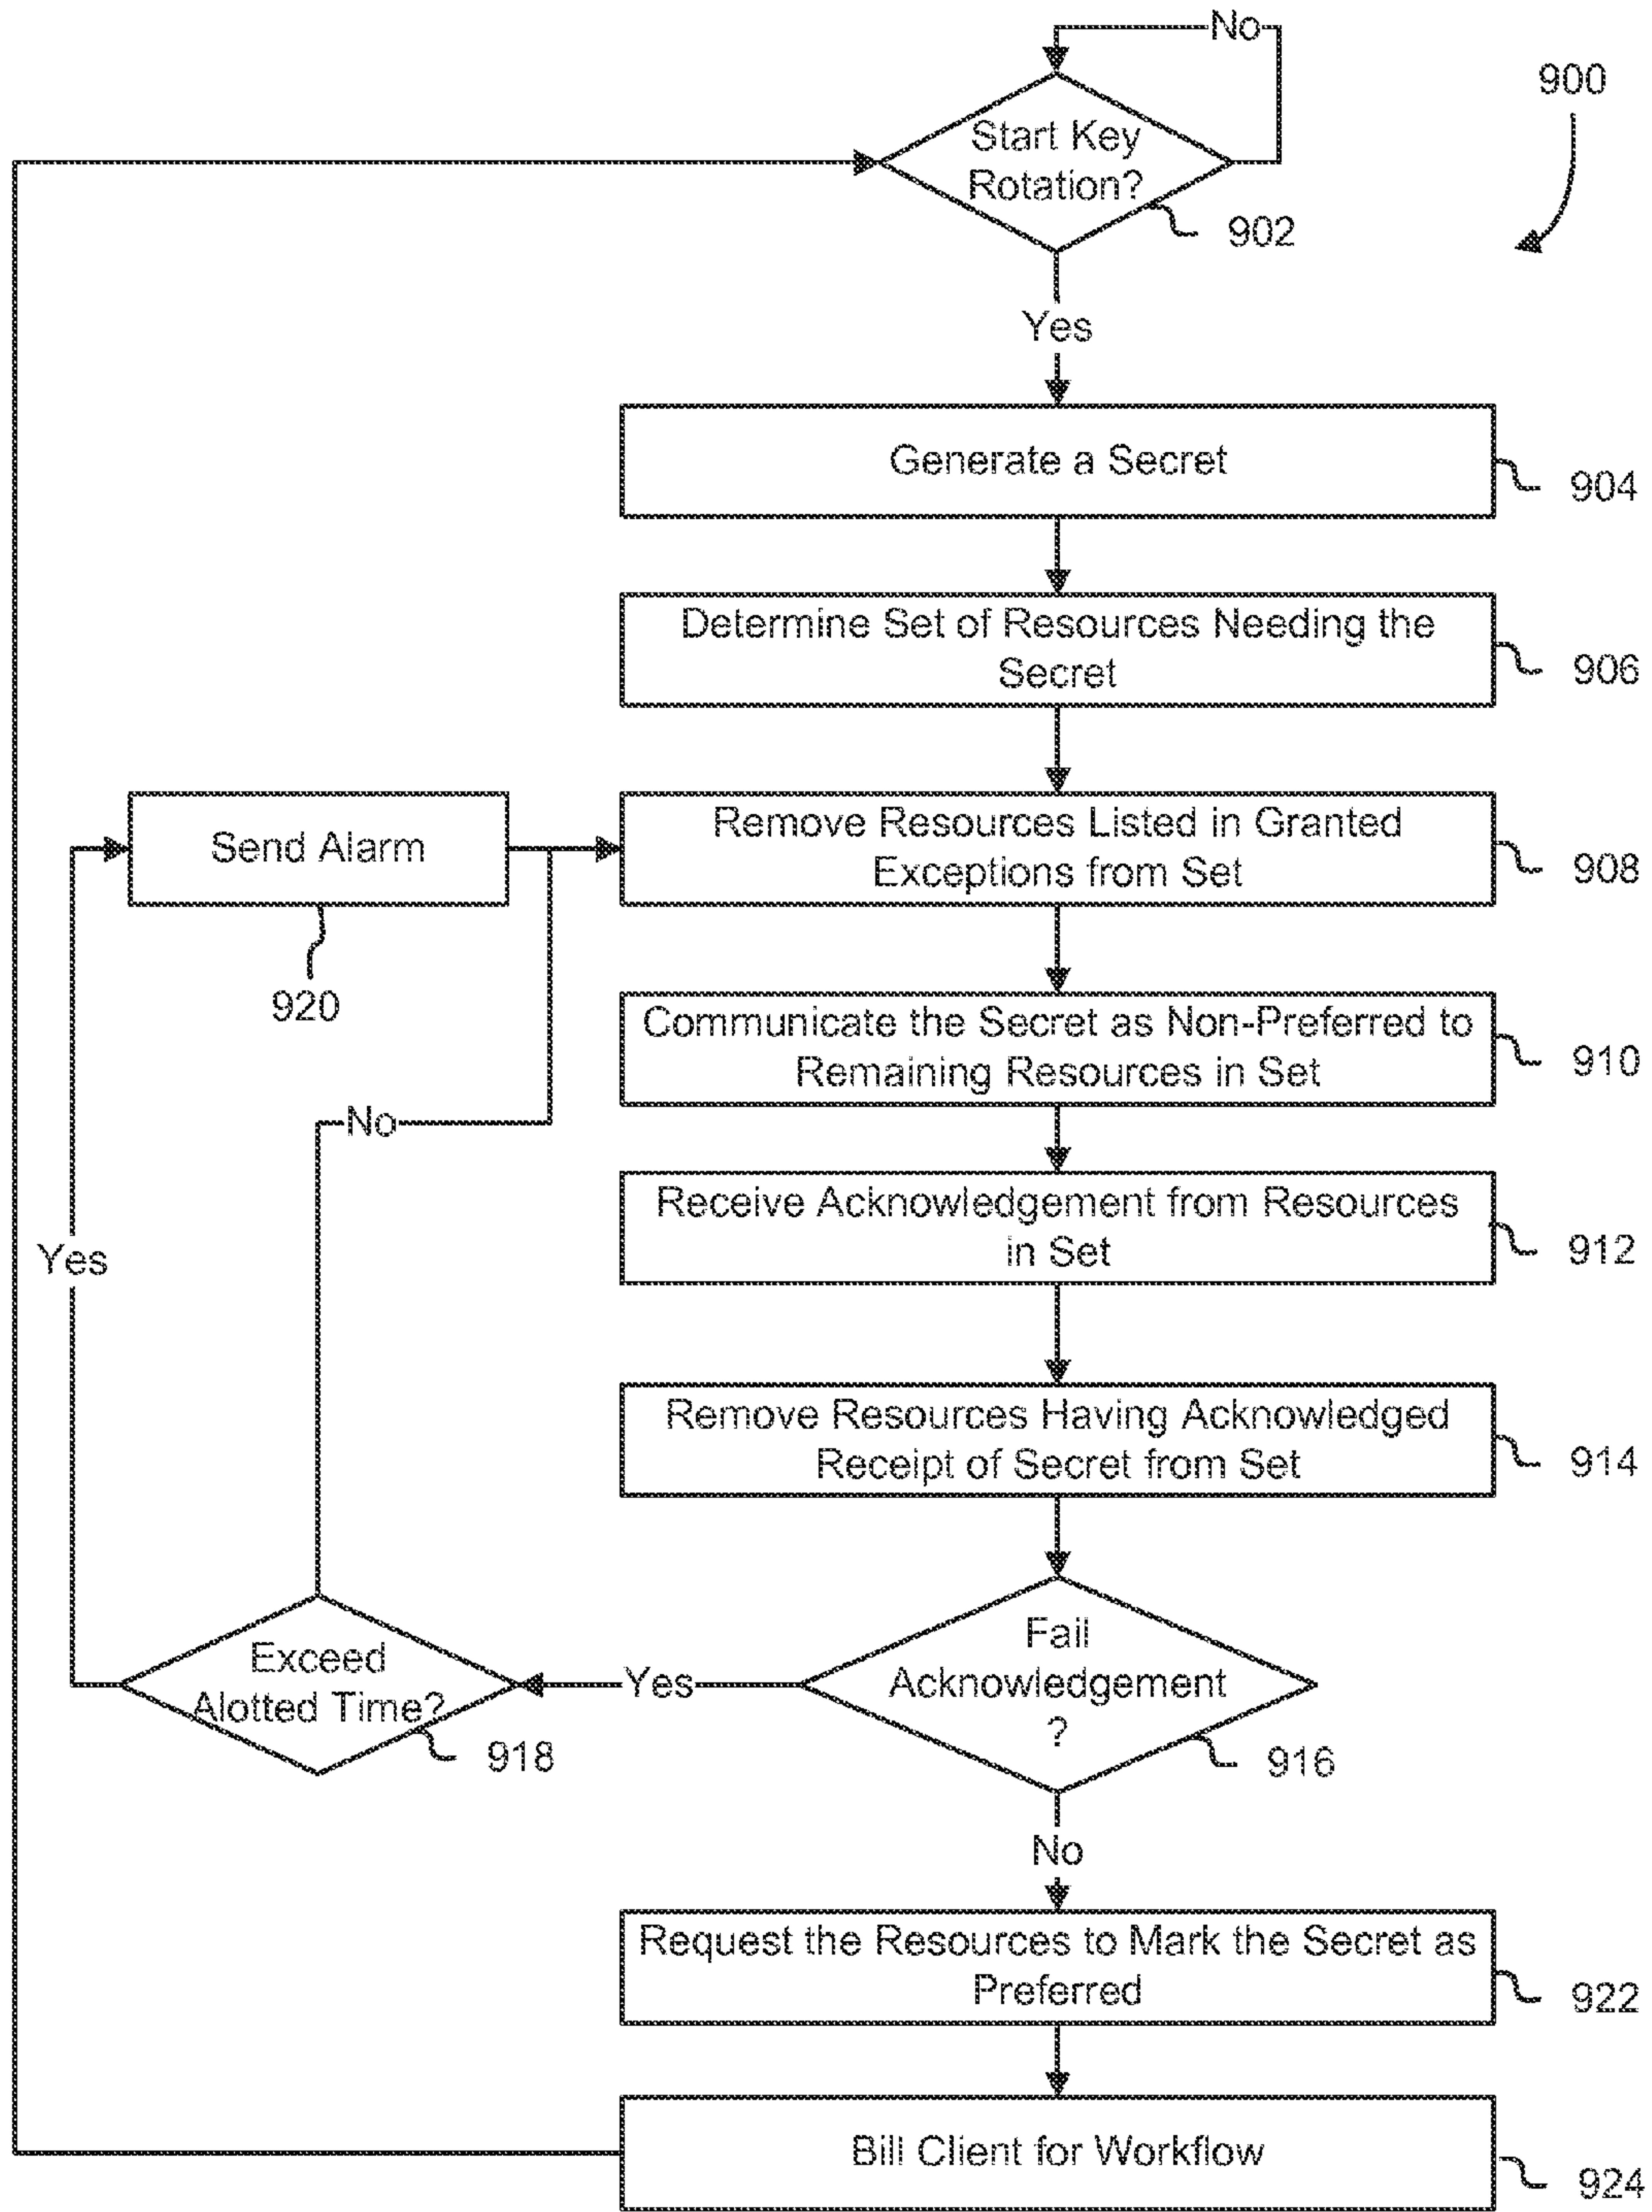 No
900
Start Key
Rotation?
902
Yes
Generate a Secret
904
Determine Set of Resources Needing the
Secret
906
Send Alarm
920
Remove Resources Listed in Granted
Exceptions from Set
908
Communicate the Secret as Non-Preferred to
Remaining Resources in Set
910
No
Receive Acknowledgement from Resources
in Set
912
Yes
Remove Resources Having Acknowledged
Receipt of Secret from Set
914
Exceed
Alotted Time?
918
Yes
Fail
Acknowledgement
?
916
No
Request the Resources to Mark the Secret as
Preferred
922
Bill Client for Workflow
924